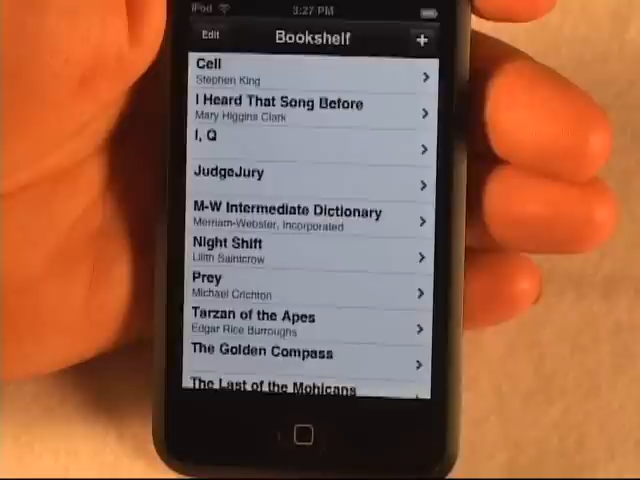 iPod 3:27 PM
Edit Bookshelf +
Cell
Stephen King
I Heard That Song Before
Mary Higgins Clark
I, Q
JudgeJury
M-W Intermediate Dictionary
Merriam-Webster, Incorporated
Night Shift
Lilith Saintcrow
Prey
Michael Crichton
Tarzan of the Apes
Edgar Rice Burroughs
The Golden Compass
The Last of the Mohicans